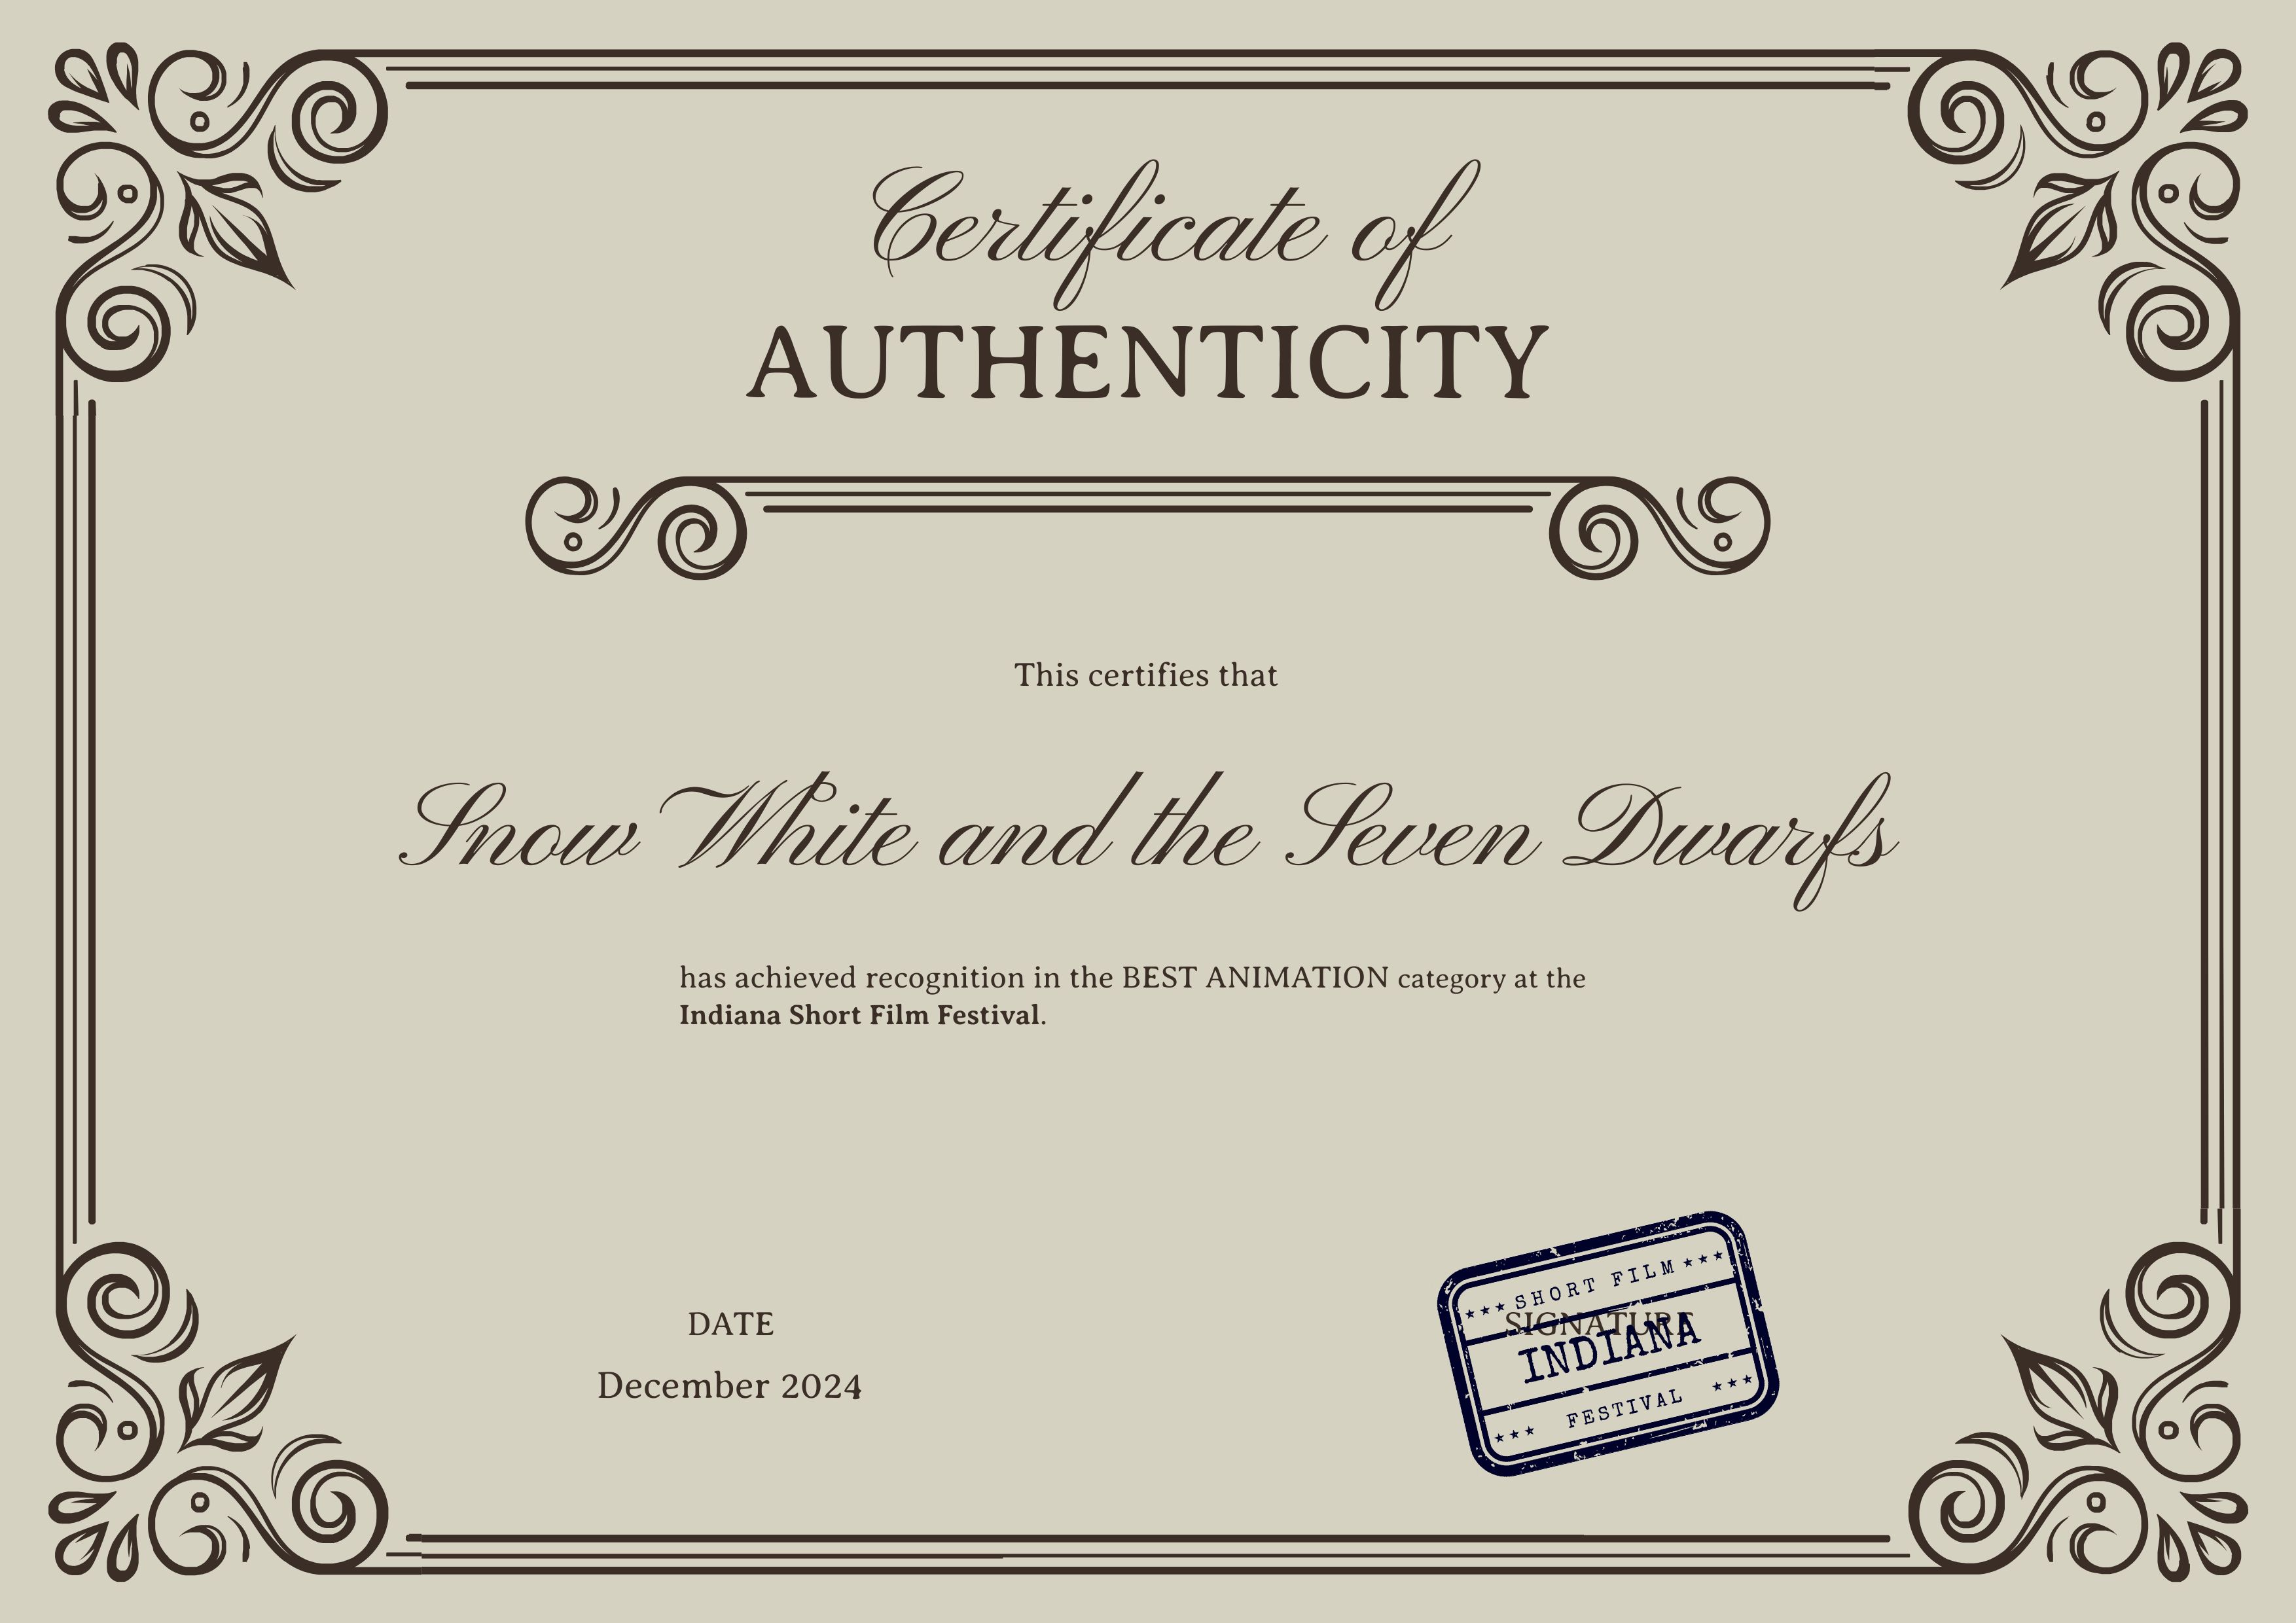 Certificate of
AUTHENTICITY
This certifies that
Snow White and the Seven Dwarfs
has achieved recognition in the BEST ANIMATION category at the
Indiana Short Film Festival.
DATE
December 2024
SIGNATURE
*** SHORT FILM ***
INDIANA
*** FESTIVAL ***